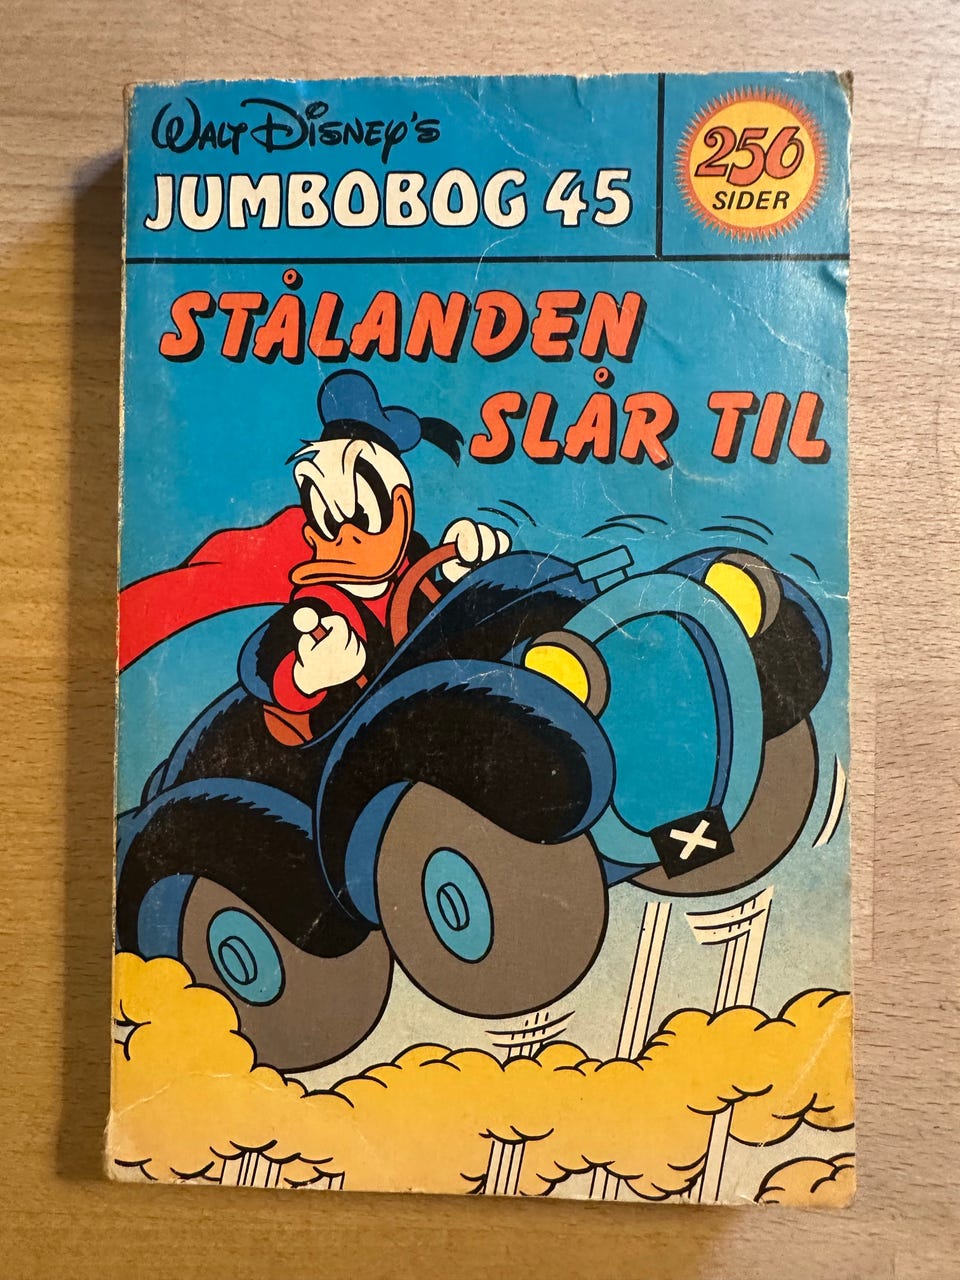 Walt Disney's
JUMBOBOG 45
256
SIDER
STÅLANDEN
SLÅR TIL
X